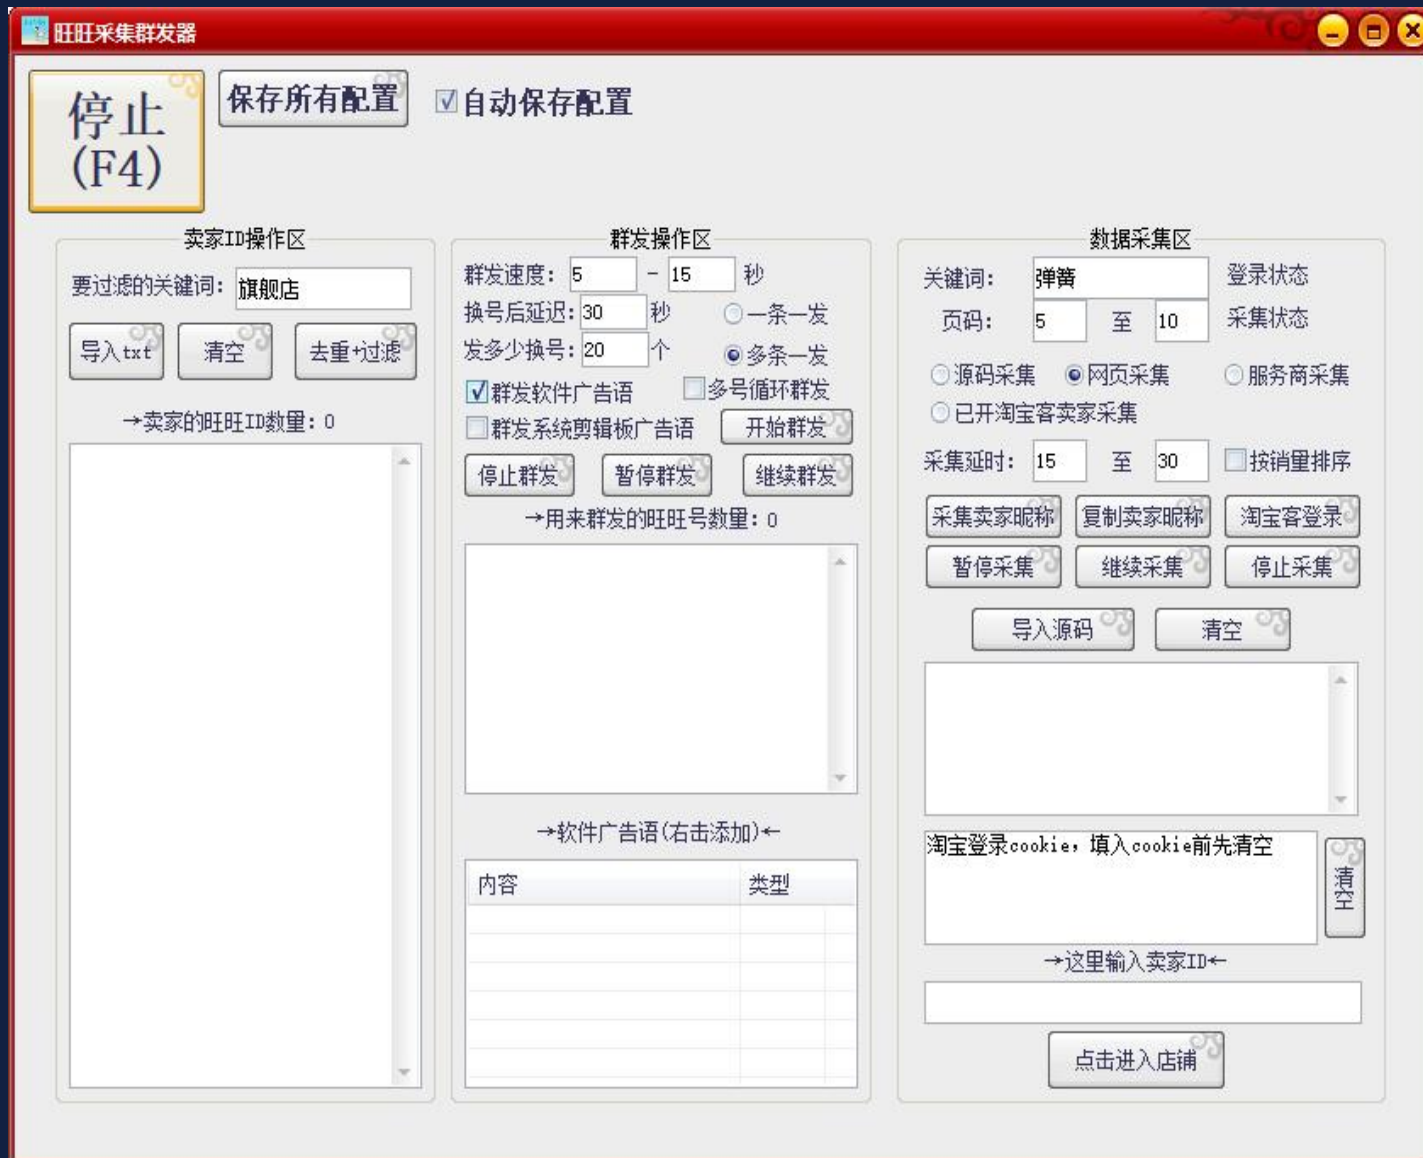 旺旺采集群发器
停止
(F4)
保存所有配置
自动保存配置
卖家ID操作区
要过滤的关键词: 旗舰店
导入txt 清空 去重+过滤
→卖家的旺旺ID数量: 0
群发操作区
群发速度: 5 - 15 秒
换号后延迟: 30 秒 一条一发
发多少换号: 20 个 多条一发
群发软件广告语 多号循环群发
群发系统剪辑板广告语 开始群发
停止群发 暂停群发 继续群发
→用来群发的旺旺号数量: 0
→软件广告语(右击添加)←
内容 类型
数据采集区
关键词: 弹簧 登录状态
页码: 5 至 10 采集状态
源码采集 网页采集 服务商采集
已开淘宝客卖家采集
采集延时: 15 至 30 按销量排序
采集卖家昵称 复制卖家昵称 淘宝客登录
暂停采集 继续采集 停止采集
导入源码 清空
淘宝登录cookie, 填入cookie前先清空
清空
→这里输入卖家ID←
点击进入店铺